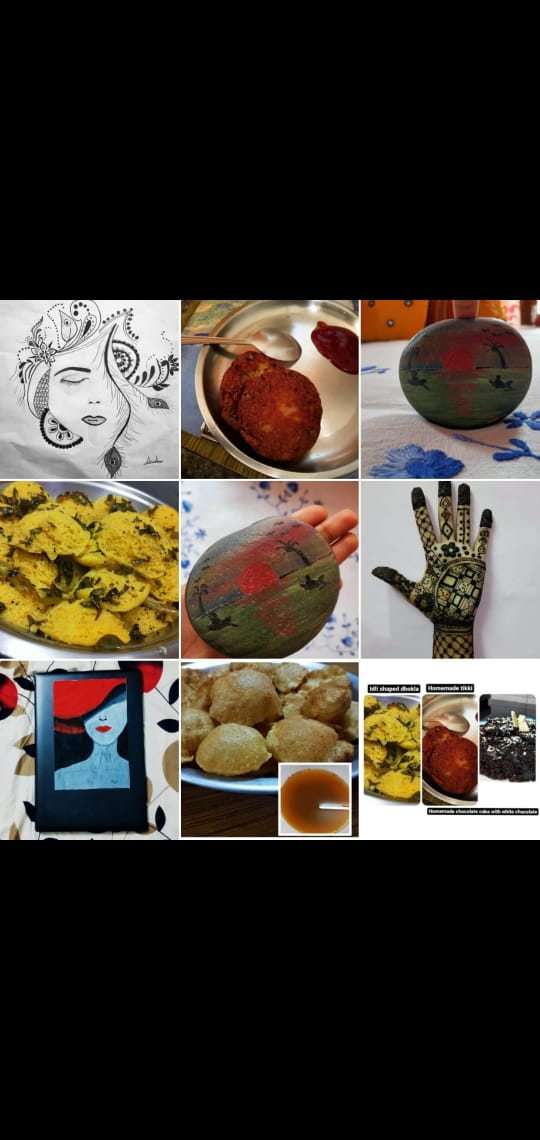 Idli shaped dhokla
Homemade tikki
Homemade chocolate cake with white chocolate